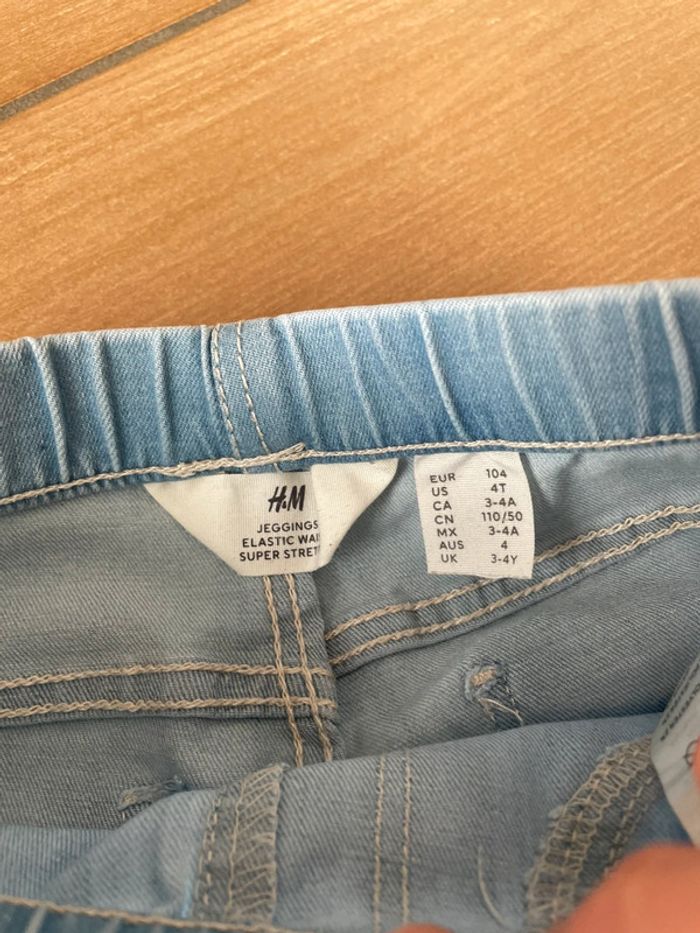 H&M
JEGGINGS
ELASTIC WAI
SUPER STRET
EUR 104
US 4T
CA 3-4A
CN 110/50
MX 3-4A
AUS 4
UK 3-4Y